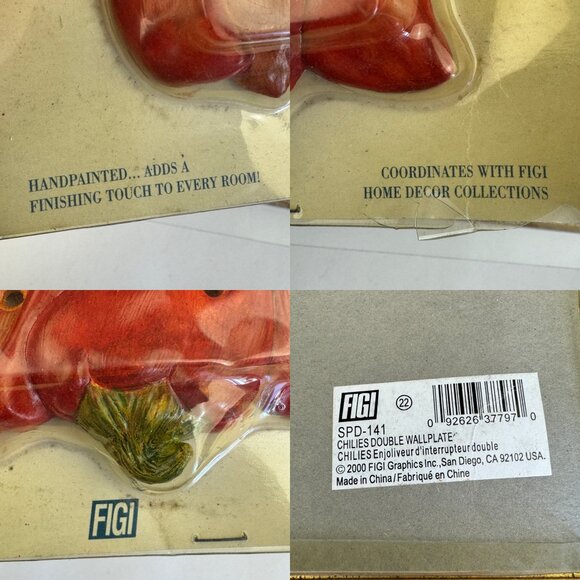 HANDPAINTED... ADDS A
FINISHING TOUCH TO EVERY ROOM!
COORDINATES WITH FIGI
HOME DECOR COLLECTIONS
FIGI
FIGI
22
0 92626 37797 0
SPD-141
CHILIES DOUBLE WALLPLATE
CHILIES Enjoliveur d'interrupteur double
© 2000 FIGI Graphics Inc., San Diego, CA 92102 USA.
Made in China / Fabriqué en Chine